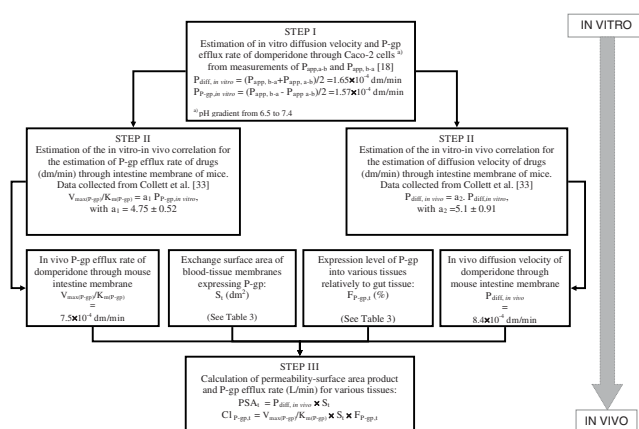 STEP I
Estimation of in vitro diffusion velocity and P-gp
efflux rate of domperidone through Caco-2 cells a)
from measurements of Papp,a-b and Papp, b-a [18]
Pdiff, in vitro = (Papp, b-a+Papp, a-b)/2 =1.65×10-4 dm/min
PP-gp,in vitro = (Papp, b-a - Papp a-b)/2 =1.57×10-4 dm/min
a) pH gradient from 6.5 to 7.4
IN VITRO
STEP II
Estimation of the in vitro-in vivo correlation for
the estimation of P-gp efflux rate of drugs
(dm/min) through intestine membrane of mice.
Data collected from Collett et al. [33]
Vmax(P-gp)/Km(P-gp) = a1 PP-gp,in vitro,
with a1 = 4.75 ± 0.52
STEP II
Estimation of the in vitro-in vivo correlation for
the estimation of diffusion velocity of drugs
(dm/min) through intestine membrane of mice.
Data collected from Collett et al. [33]
Pdiff, in vivo = a2. Pdiff,in vitro,
with a2 =5.1 ± 0.91
In vivo P-gp efflux rate of
domperidone through mouse
intestine membrane
Vmax(P-gp)/Km(P-gp)
=
7.5×10-4 dm/min
Exchange surface area of
blood-tissue membranes
expressing P-gp:
St (dm2)
(See Table 3)
Expression level of P-gp
into various tissues
relatively to gut tissue:
FP-gp,t (%)
(See Table 3)
In vivo diffusion velocity of
domperidone through
mouse intestine membrane
Pdiff, in vivo
=
8.4×10-4 dm/min
STEP III
Calculation of permeability-surface area product
and P-gp efflux rate (L/min) for various tissues:
PSAt = Pdiff, in vivo × St
Cl P-gp,t = Vmax(P-gp)/Km(P-gp) × St × FP-gp,t
IN VIVO